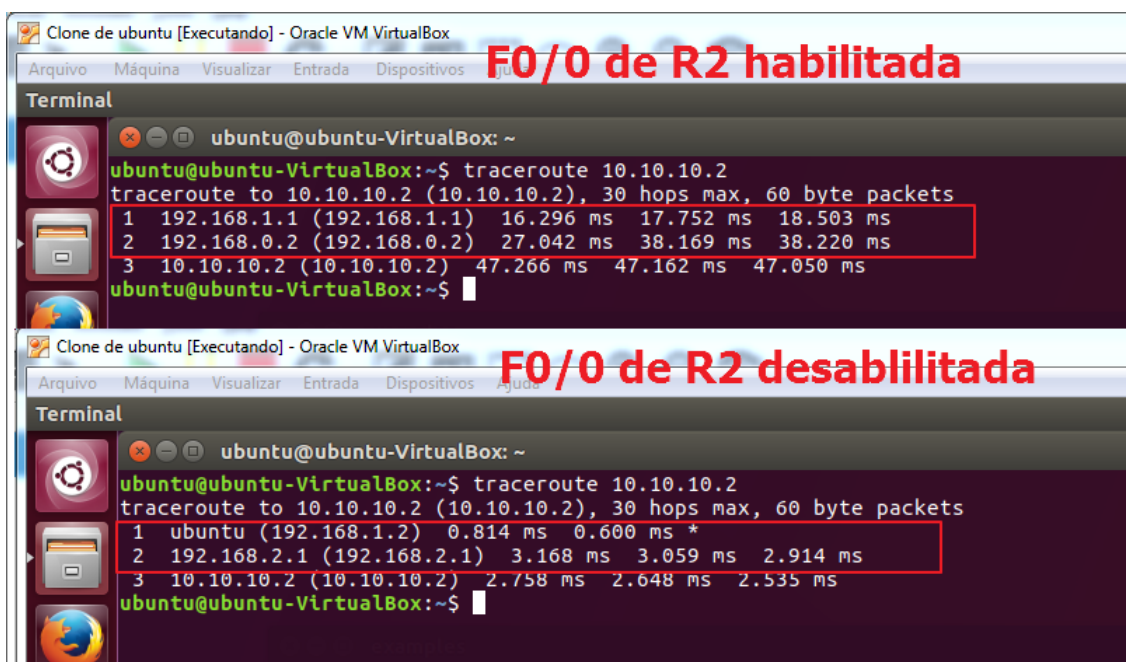 Clone de ubuntu [Executando] - Oracle VM VirtualBox
F0/0 de R2 habilitada
Arquivo Máquina Visualizar Entrada Dispositivos
Terminal
ubuntu@ubuntu-VirtualBox: ~
ubuntu@ubuntu-VirtualBox:~$ traceroute 10.10.10.2
traceroute to 10.10.10.2 (10.10.10.2), 30 hops max, 60 byte packets
1 192.168.1.1 (192.168.1.1) 16.296 ms 17.752 ms 18.503 ms
2 192.168.0.2 (192.168.0.2) 27.042 ms 38.169 ms 38.220 ms
3 10.10.10.2 (10.10.10.2) 47.266 ms 47.162 ms 47.050 ms
ubuntu@ubuntu-VirtualBox:~$
Clone de ubuntu [Executando] - Oracle VM VirtualBox
F0/0 de R2 desablilitada
Arquivo Máquina Visualizar Entrada Dispositivos Ajuda
Terminal
ubuntu@ubuntu-VirtualBox: ~
ubuntu@ubuntu-VirtualBox:~$ traceroute 10.10.10.2
traceroute to 10.10.10.2 (10.10.10.2), 30 hops max, 60 byte packets
1 ubuntu (192.168.1.2) 0.814 ms 0.600 ms *
2 192.168.2.1 (192.168.2.1) 3.168 ms 3.059 ms 2.914 ms
3 10.10.10.2 (10.10.10.2) 2.758 ms 2.648 ms 2.535 ms
ubuntu@ubuntu-VirtualBox:~$